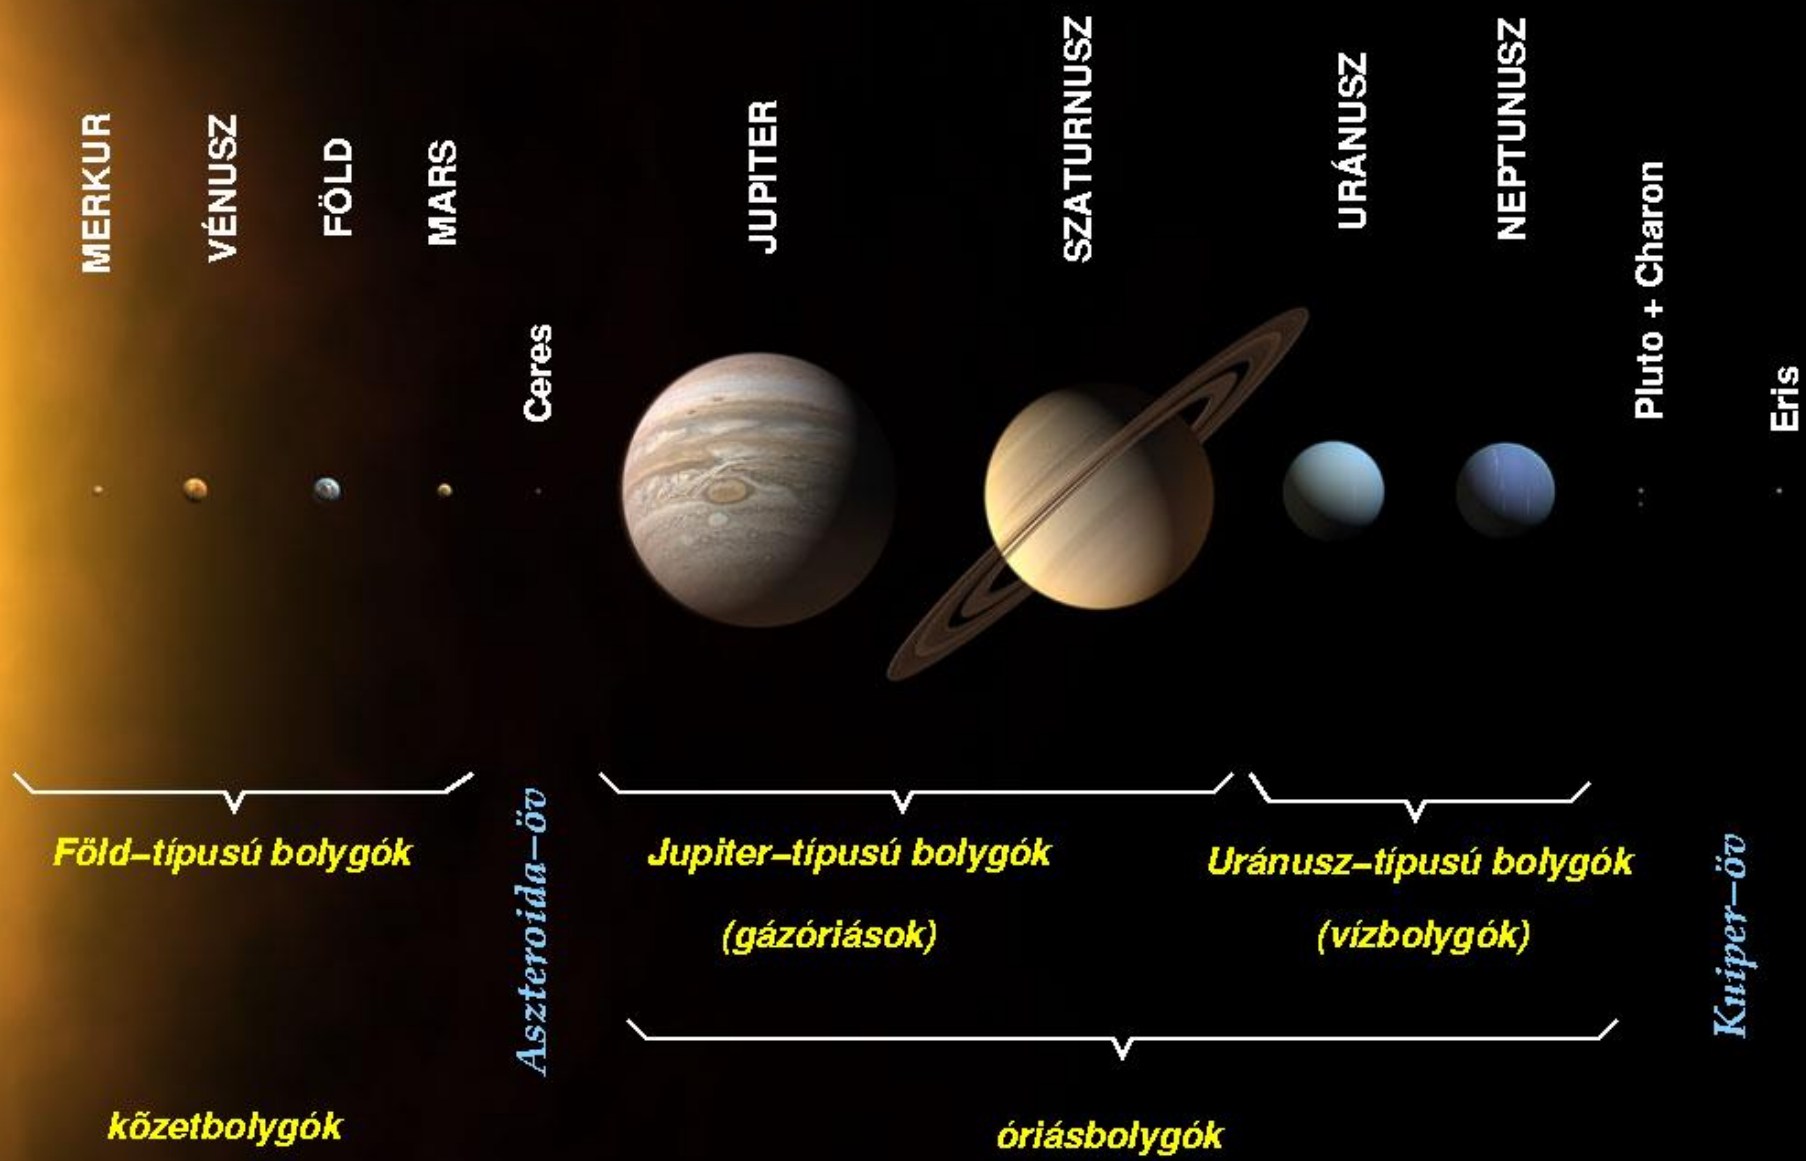 MERKUR
VÉNUSZ
FÖLD
MARS
Ceres
JUPITER
SZATURNUSZ
URÁNUSZ
NEPTUNUSZ
Pluto + Charon
Eris
Föld-típusú bolygók
Aszteroida-öv
Jupiter-típusú bolygók
(gázóriások)
Uránusz-típusú bolygók
(vízbolygók)
Kuiper-öv
kõzetbolygók
óriásbolygók